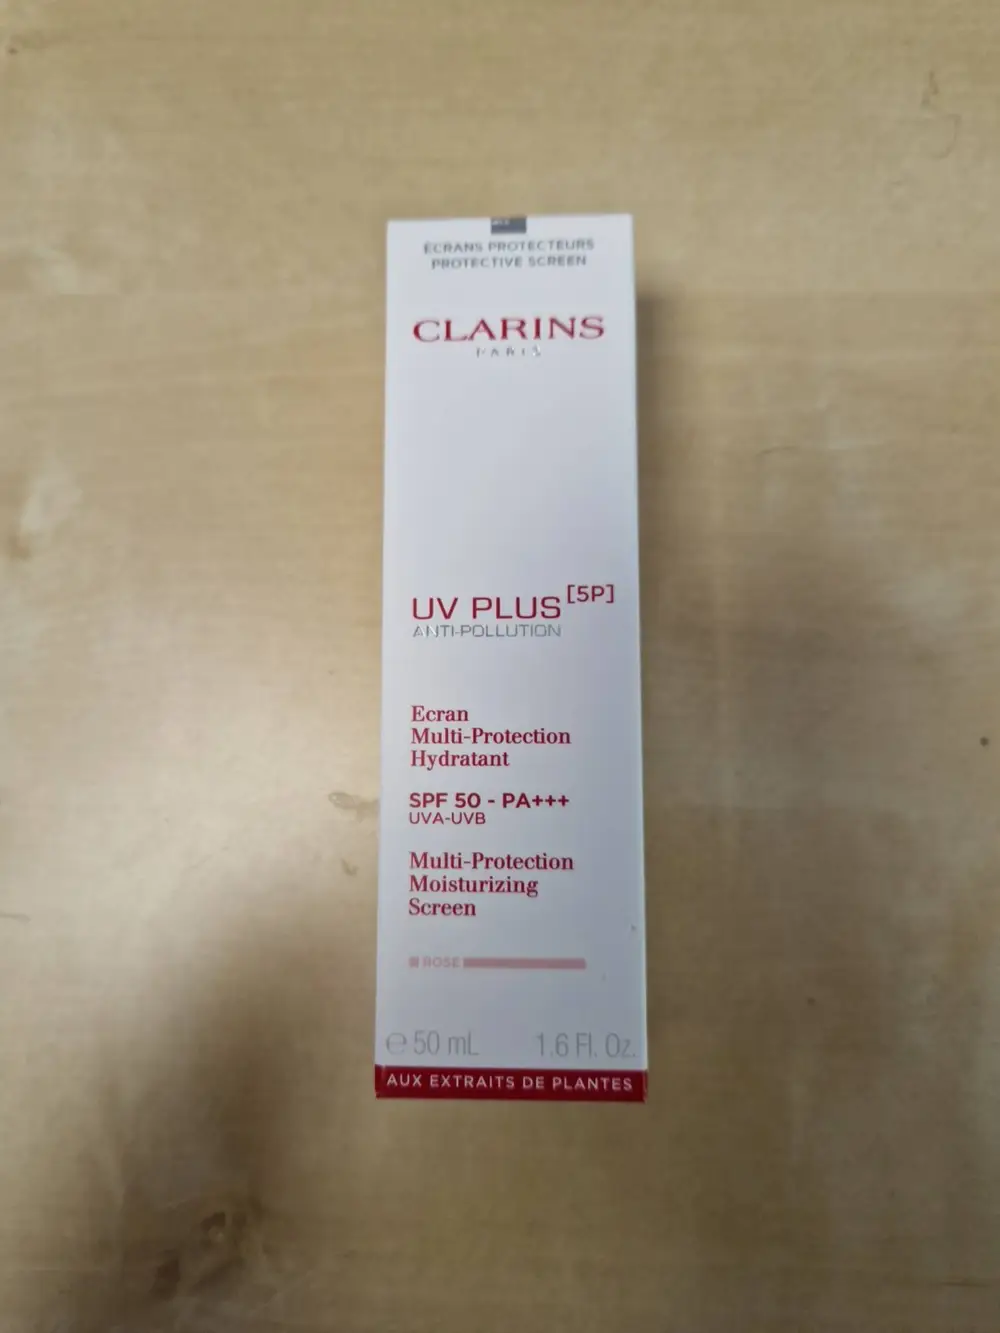 ÉCRANS PROTECTEURS
PROTECTIVE SCREEN
CLARINS
PARIS
UV PLUS [5P]
ANTI-POLLUTION
Ecran
Multi-Protection
Hydratant
SPF 50 - PA+++
UVA-UVB
Multi-Protection
Moisturizing
Screen
ROSE
℮ 50 mL 1.6 Fl. Oz.
AUX EXTRAITS DE PLANTES